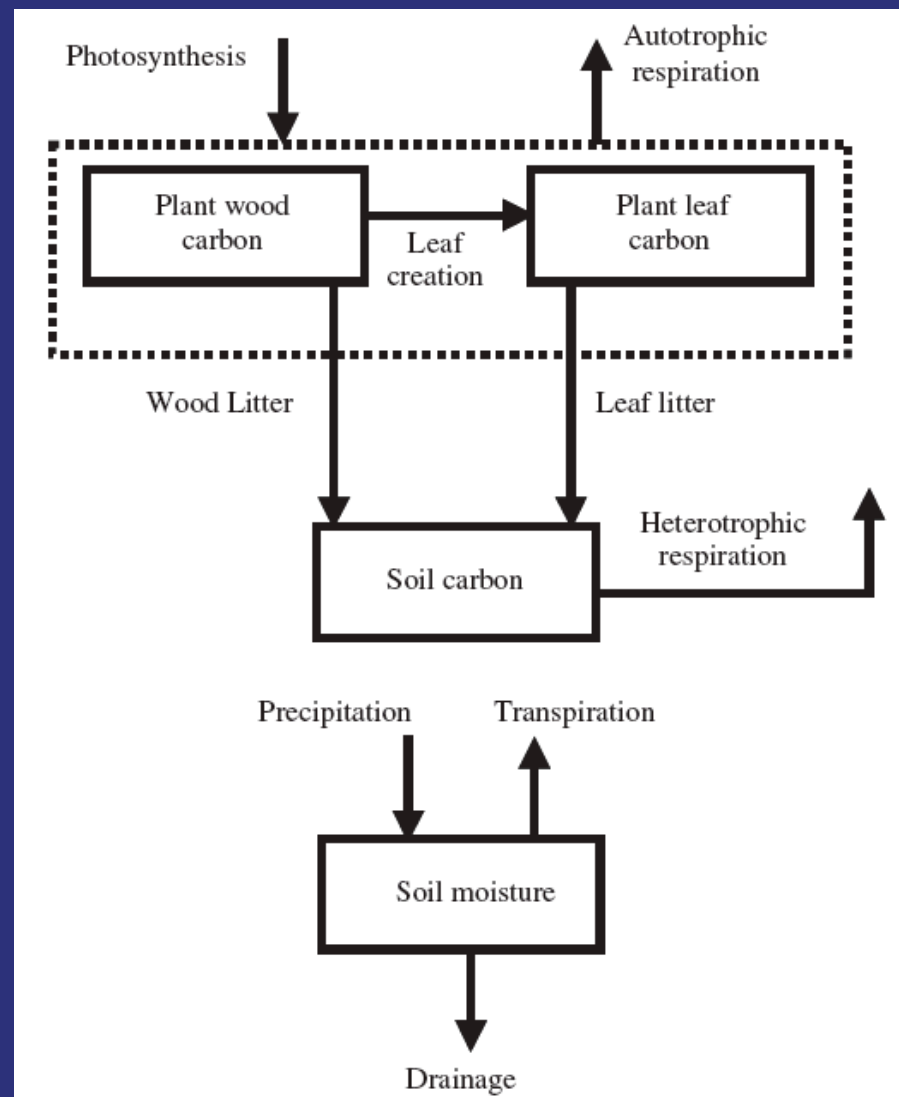 Photosynthesis
Autotrophic
respiration
Plant wood
carbon
Leaf
creation
Plant leaf
carbon
Wood Litter
Leaf litter
Soil carbon
Heterotrophic
respiration
Precipitation
Transpiration
Soil moisture
Drainage